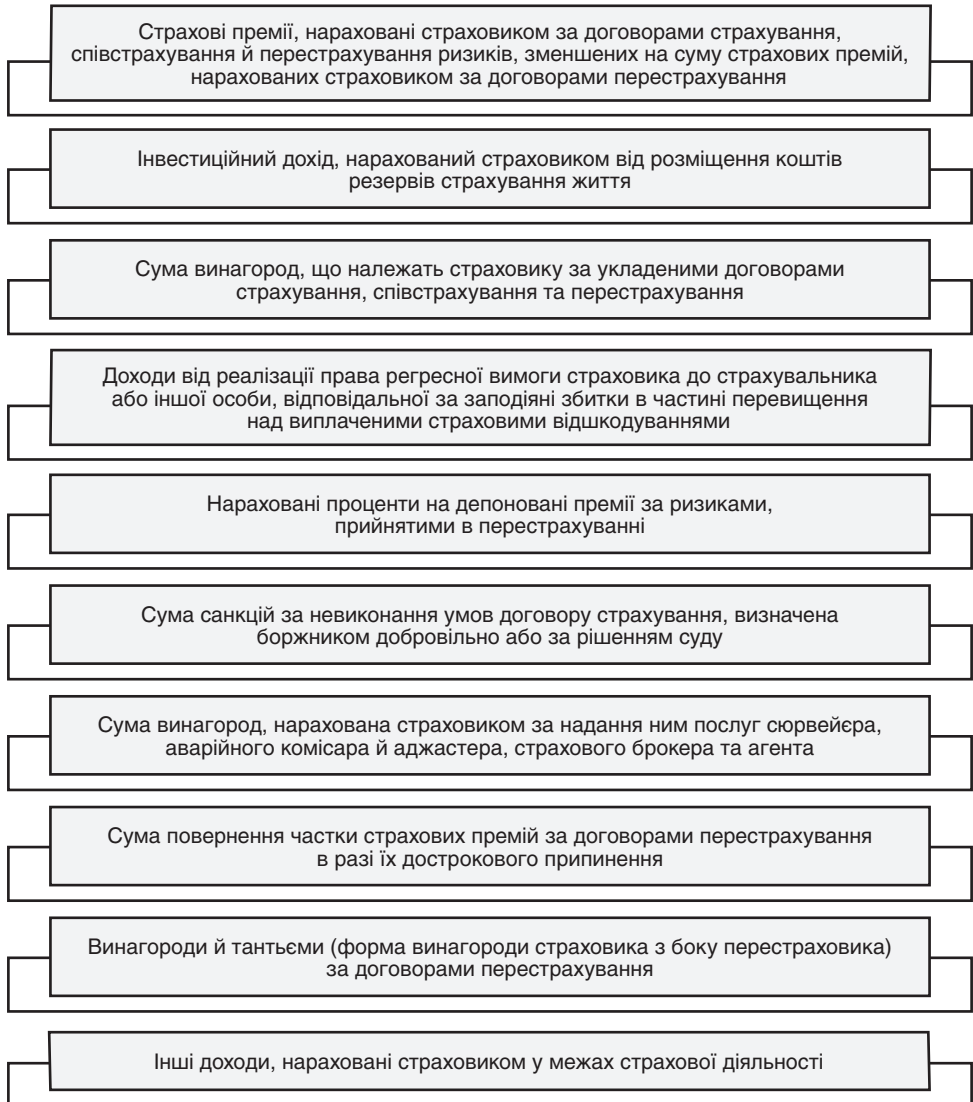 Страхові премії, нараховані страховиком за договорами страхування,
співстрахування й перестрахування ризиків, зменшених на суму страхових премій,
нарахованих страховиком за договорами перестрахування
Інвестиційний дохід, нарахований страховиком від розміщення коштів
резервів страхування життя
Сума винагород, що належать страховику за укладеними договорами
страхування, співстрахування та перестрахування
Доходи від реалізації права регресної вимоги страховика до страхувальника
або іншої особи, відповідальної за заподіяні збитки в частині перевищення
над виплаченими страховими відшкодуваннями
Нараховані проценти на депоновані премії за ризиками,
прийнятими в перестрахуванні
Сума санкцій за невиконання умов договору страхування, визначена
боржником добровільно або за рішенням суду
Сума винагород, нарахована страховиком за надання ним послуг сюрвейєра,
аварійного комісара й аджастера, страхового брокера та агента
Сума повернення частки страхових премій за договорами перестрахування
в разі їх дострокового припинення
Винагороди й тантьєми (форма винагороди страховика з боку перестраховика)
за договорами перестрахування
Інші доходи, нараховані страховиком у межах страхової діяльності